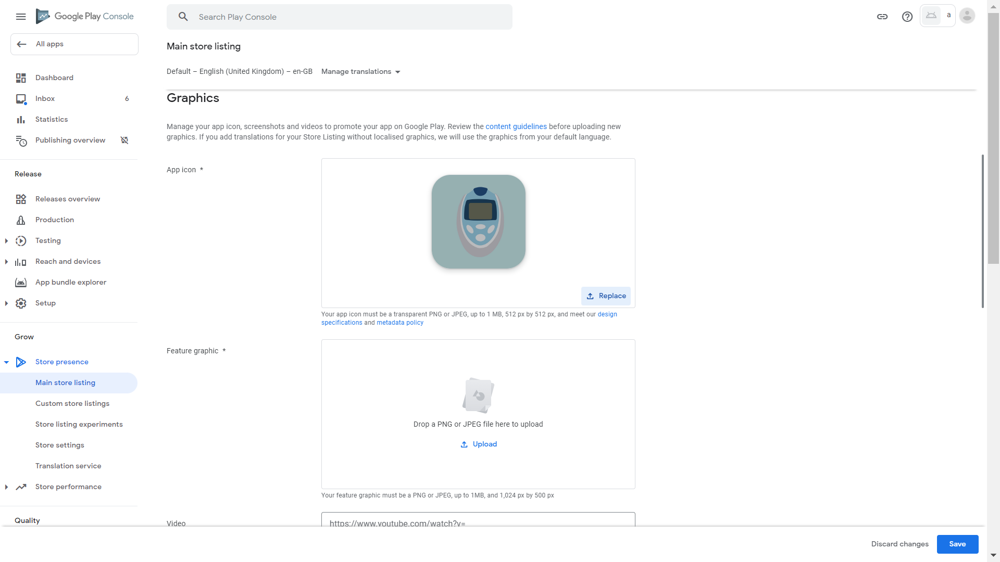 Google Play Console
Search Play Console
a
All apps
Main store listing
Default – English (United Kingdom) – en-GB
Manage translations
Dashboard
Inbox
6
Statistics
Publishing overview
Release
Releases overview
Production
Testing
Reach and devices
App bundle explorer
Setup
Grow
Store presence
Main store listing
Custom store listings
Store listing experiments
Store settings
Translation service
Store performance
Quality
Graphics
Manage your app icon, screenshots and videos to promote your app on Google Play. Review the content guidelines before uploading new
graphics. If you add translations for your Store Listing without localised graphics, we will use the graphics from your default language.
App icon *
Replace
Your app icon must be a transparent PNG or JPEG, up to 1 MB, 512 px by 512 px, and meet our design
specifications and metadata policy
Feature graphic *
Drop a PNG or JPEG file here to upload
Upload
Your feature graphic must be a PNG or JPEG, up to 1MB, and 1,024 px by 500 px
Video
https://www.youtube.com/watch?v=
Discard changes
Save